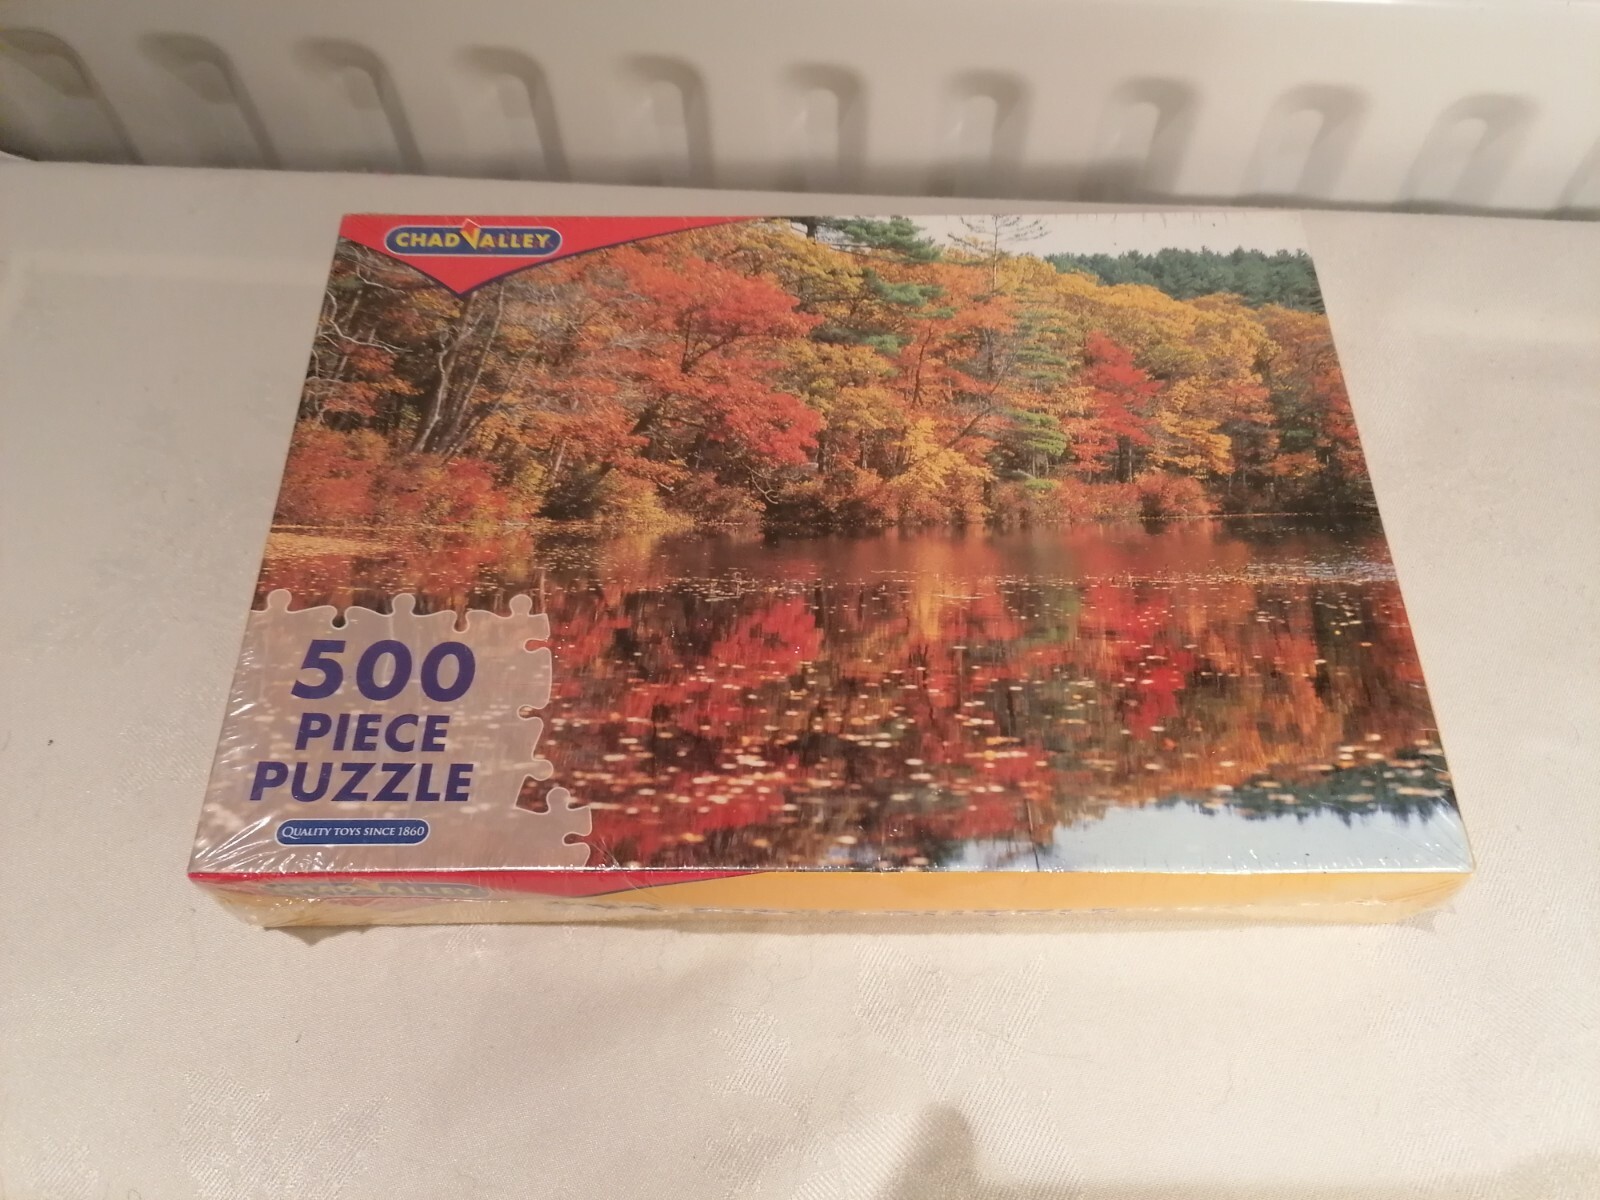 CHAD VALLEY
500
PIECE
PUZZLE
QUALITY TOYS SINCE 1860
CHAD VALLEY